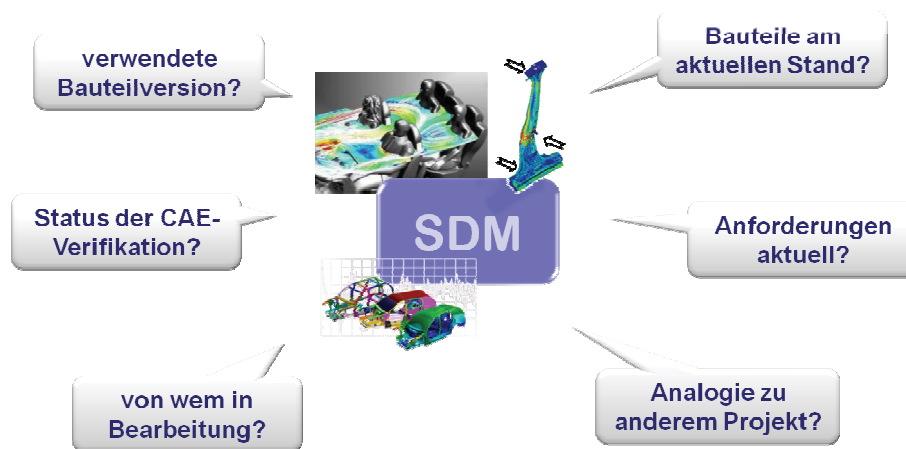 verwendete
Bauteilversion?
Bauteile am
aktuellen Stand?
Status der CAE-
Verifikation?
SDM
Anforderungen
aktuell?
von wem in
Bearbeitung?
Analogie zu
anderem Projekt?